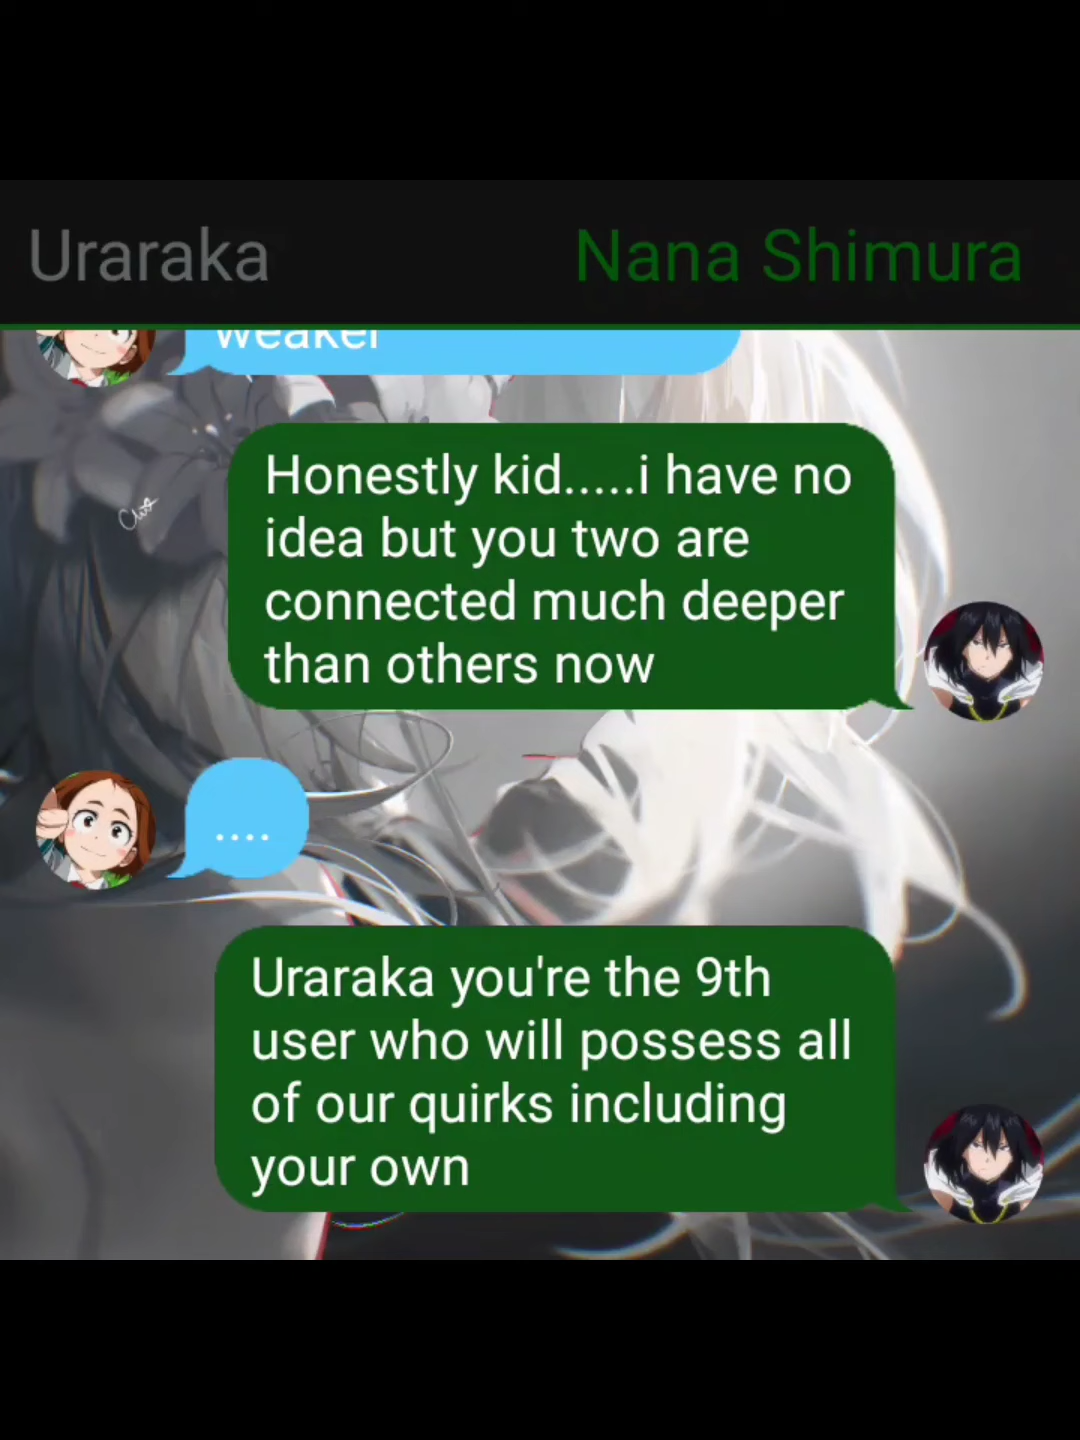 Uraraka
Nana Shimura
weaker
Honestly kid.....i have no
idea but you two are
connected much deeper
than others now
....
Uraraka you're the 9th
user who will possess all
of our quirks including
your own